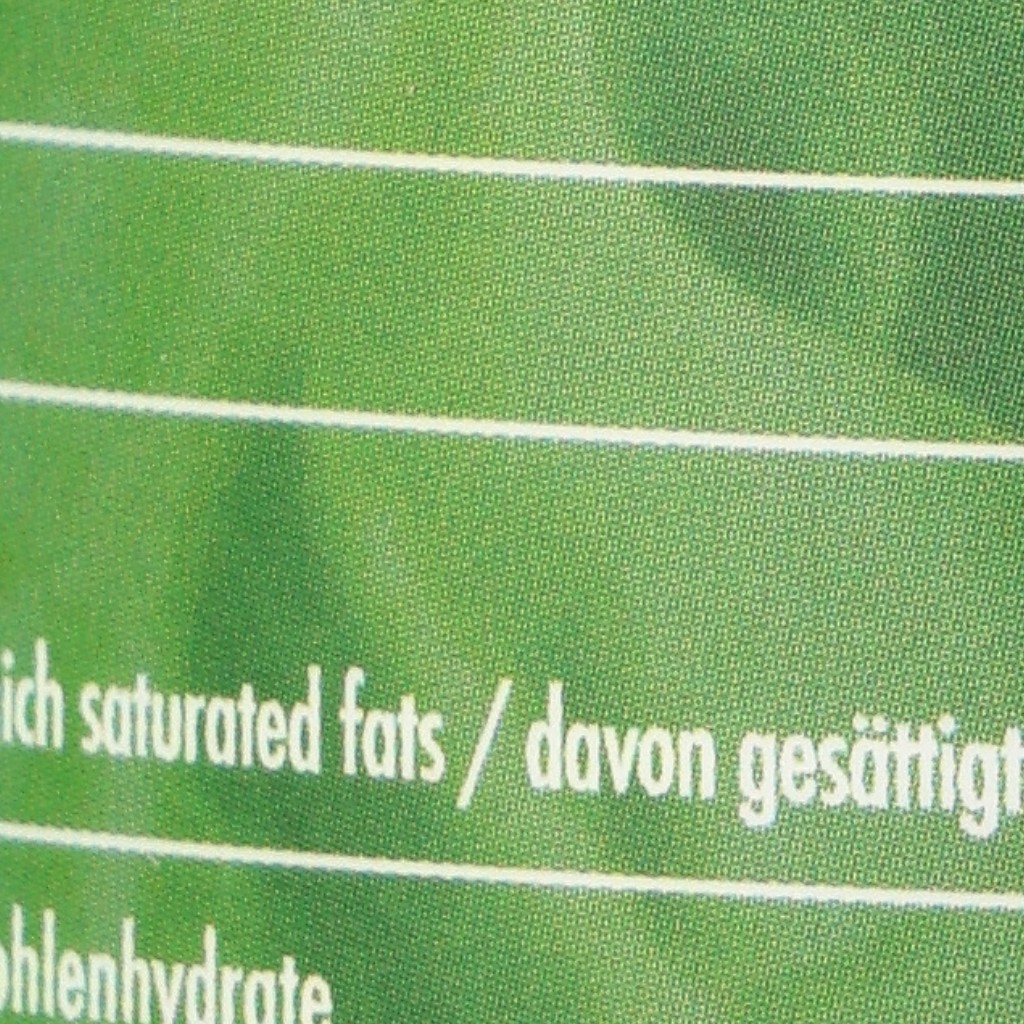 ich saturated fats / davon gesättigt
ohlenhydrate